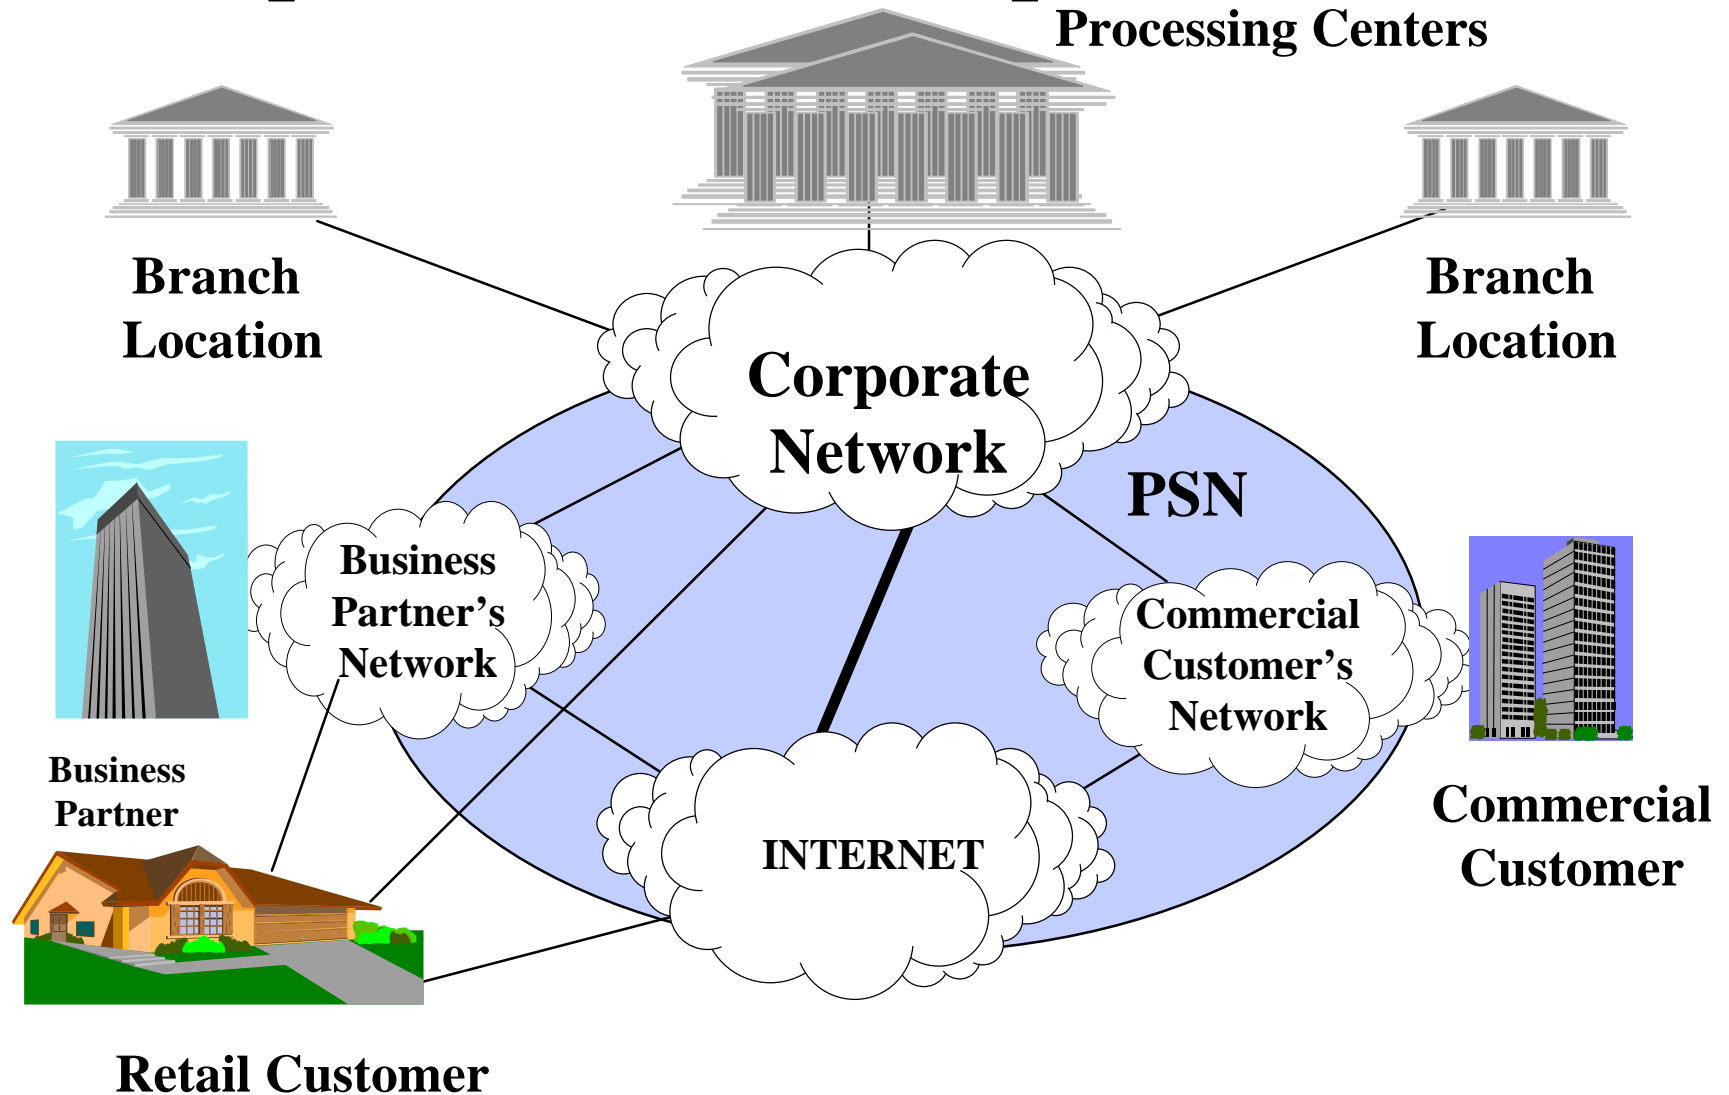 Processing Centers
Branch
Location
Branch
Location
Corporate
Network
PSN
Business
Partner's
Network
Commercial
Customer's
Network
Business
Partner
INTERNET
Commercial
Customer
Retail Customer